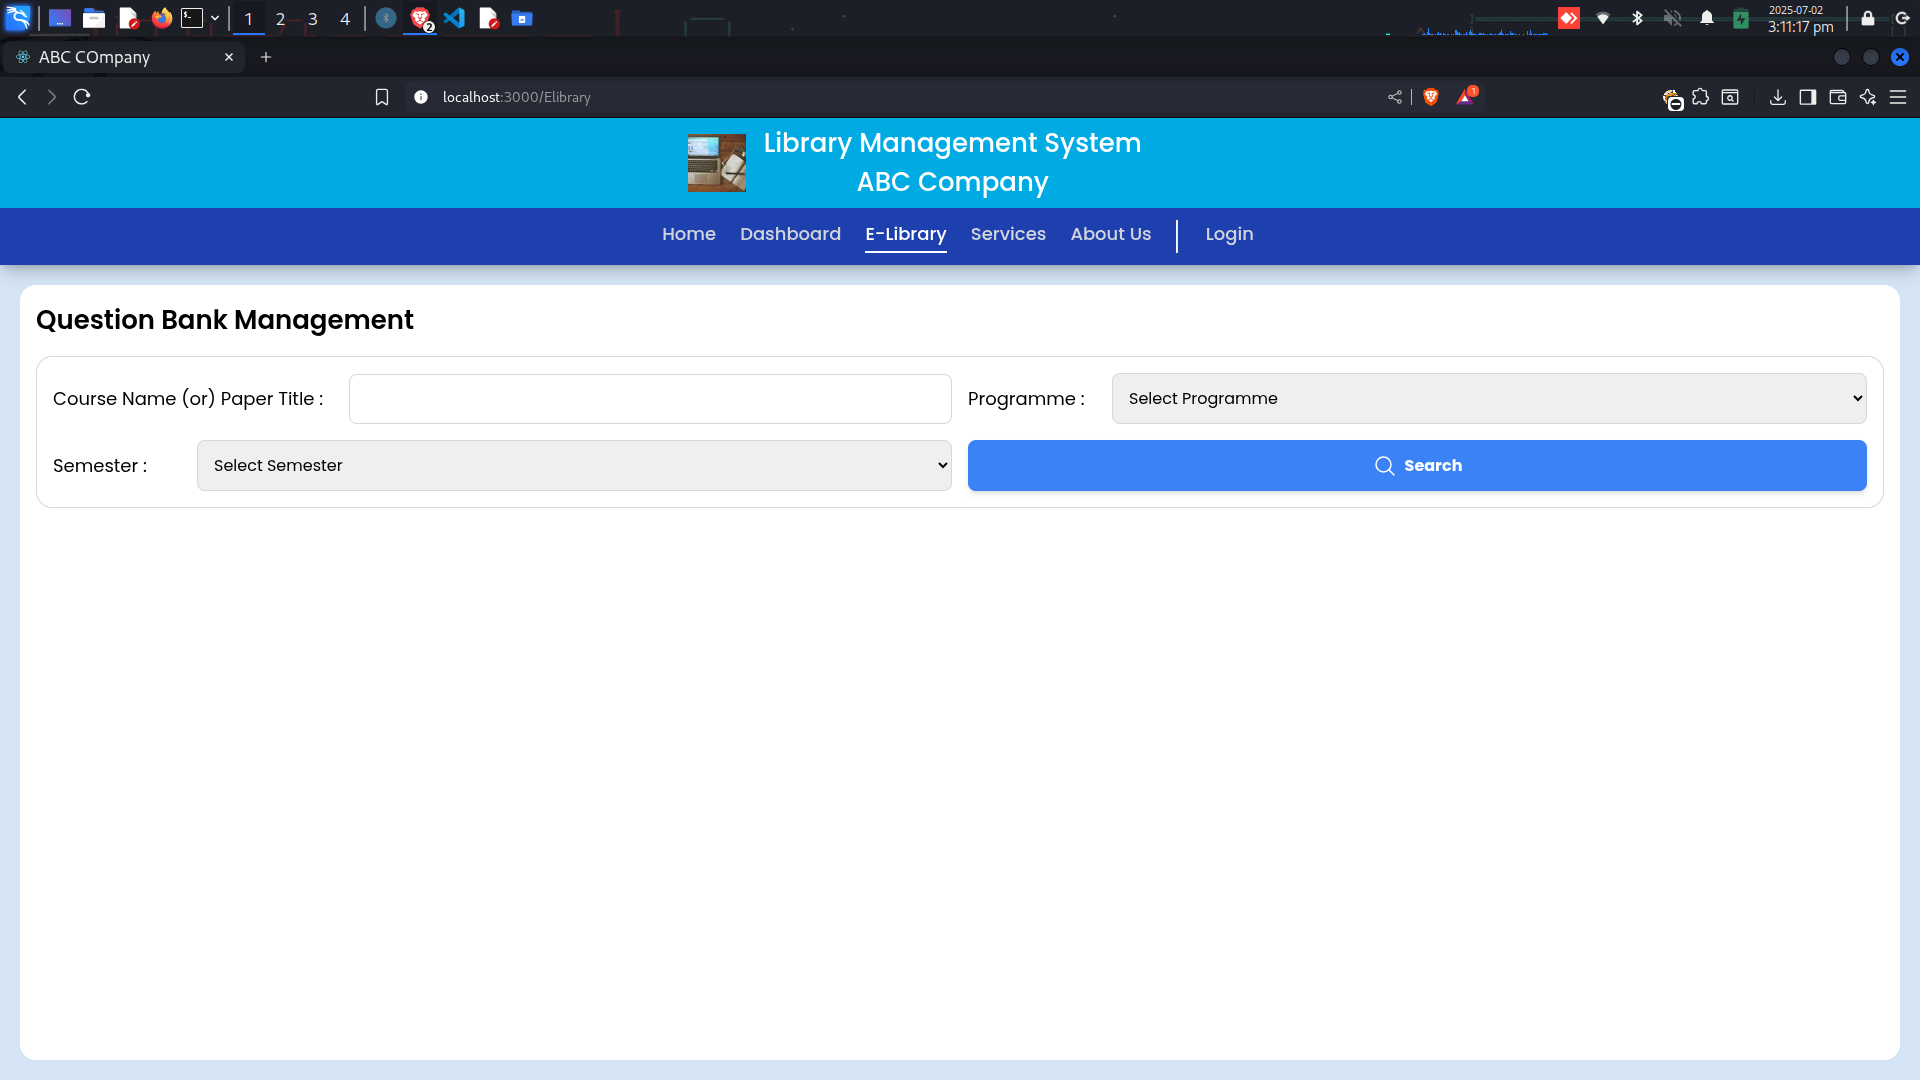 1 2 3 4
2
2025-07-02
3:11:17 pm
ABC COmpany
localhost:3000/Elibrary
1
Library Management System
ABC Company
Home Dashboard E-Library Services About Us Login
Question Bank Management
Course Name (or) Paper Title :
Programme : Select Programme
Semester : Select Semester
Search